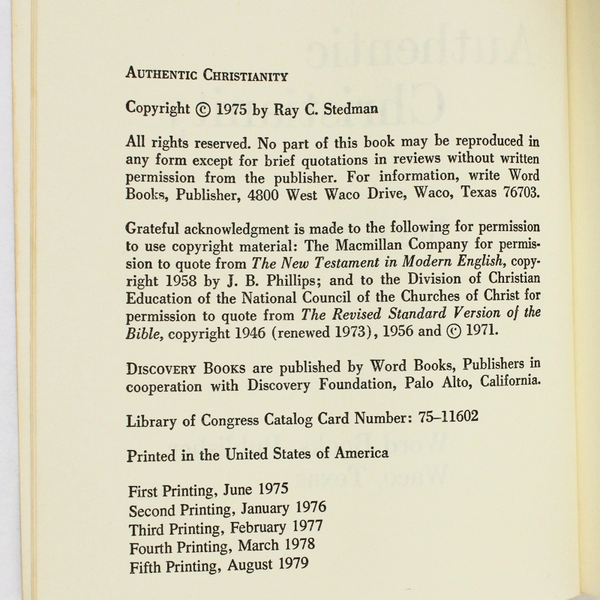 AUTHENTIC CHRISTIANITY
Copyright © 1975 by Ray C. Stedman
All rights reserved. No part of this book may be reproduced in
any form except for brief quotations in reviews without written
permission from the publisher. For information, write Word
Books, Publisher, 4800 West Waco Drive, Waco, Texas 76703.
Grateful acknowledgment is made to the following for permission
to use copyright material: The Macmillan Company for permis-
sion to quote from The New Testament in Modern English, copy-
right 1958 by J. B. Phillips; and to the Division of Christian
Education of the National Council of the Churches of Christ for
permission to quote from The Revised Standard Version of the
Bible, copyright 1946 (renewed 1973), 1956 and © 1971.
DISCOVERY BOOKS are published by Word Books, Publishers in
cooperation with Discovery Foundation, Palo Alto, California.
Library of Congress Catalog Card Number: 75–11602
Printed in the United States of America
First Printing, June 1975
Second Printing, January 1976
Third Printing, February 1977
Fourth Printing, March 1978
Fifth Printing, August 1979